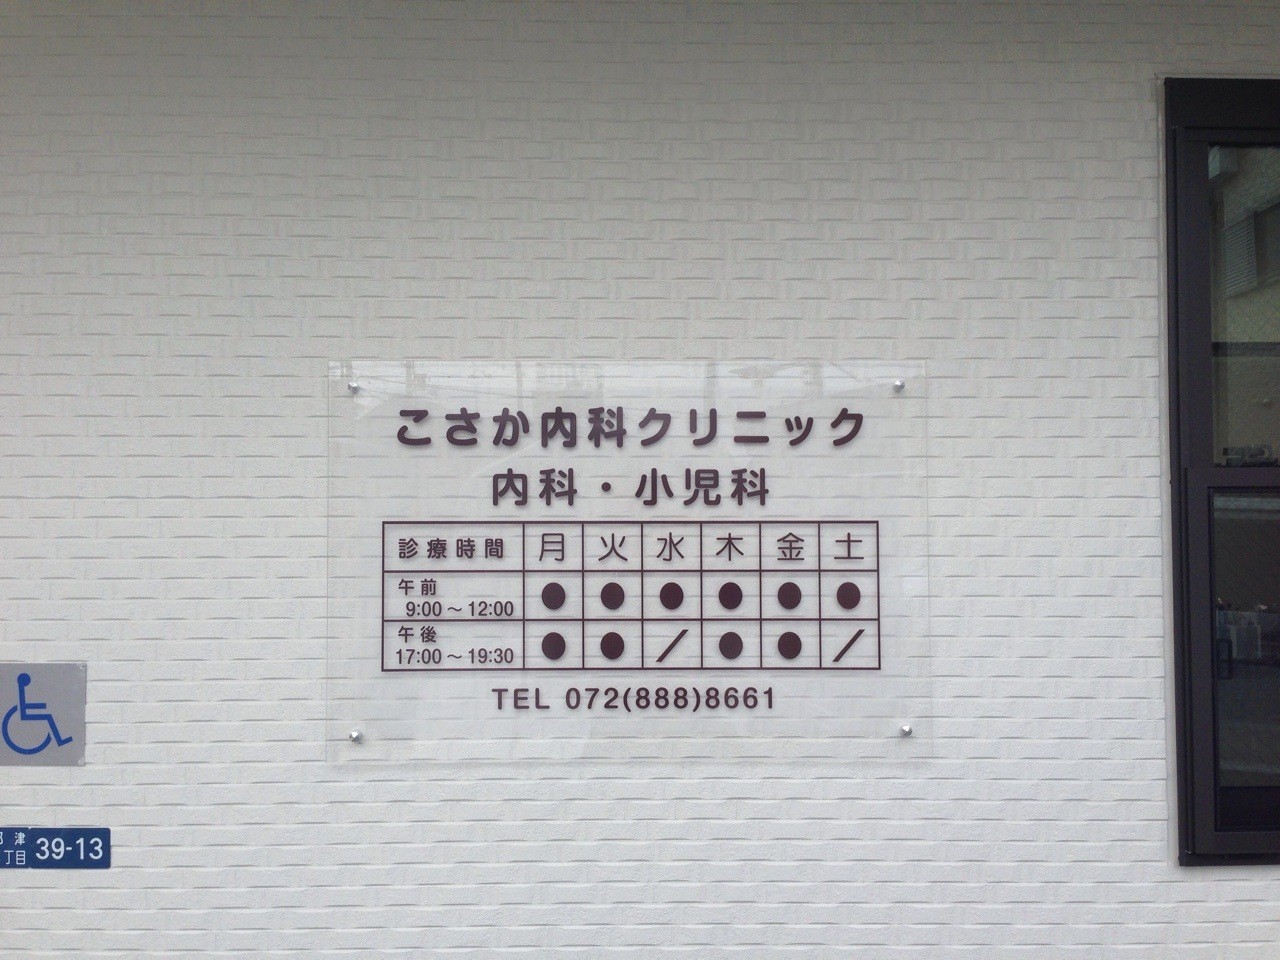 こさか内科クリニック
内科・小児科
診療時間 月 火 水 木 金 土
午前
9:00～12:00 ● ● ● ● ● ●
午後
17:00～19:30 ● ● ／ ● ● ／
TEL 072(888)8661
津
丁目 39-13